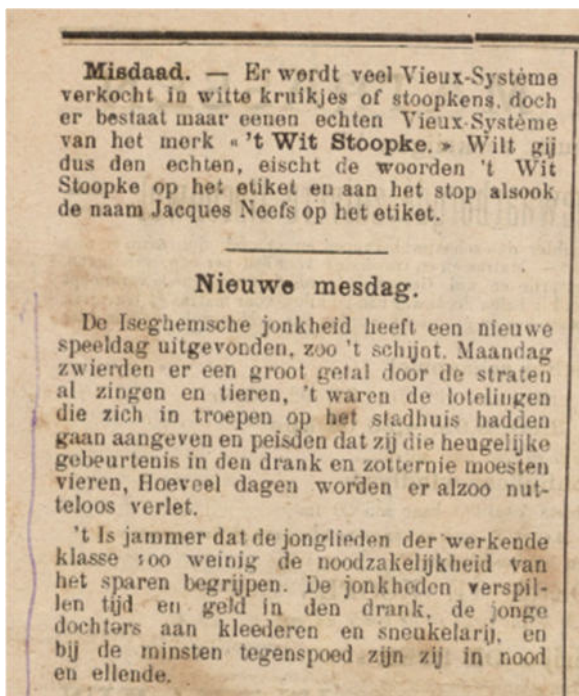 Misdaad. — Er wordt veel Vieux-Système
verkocht in witte kruikjes of stoopkens, doch
er bestaat maar eenen echten Vieux-Système
van het merk « 't Wit Stoopke. » Wilt gij
dus den echten, eischt de woorden 't Wit
Stoopke op het etiket en aan het stop alsook
de naam Jacques Neefs op het etiket.
Nieuwe mesdag.
De Iseghemsche jonkheid heeft een nieuwe
speeldag uitgevonden, zoo 't schijnt. Maandag
zwierden er een groot getal door de straten
al zingen en tieren, 't waren de lotelingen
die zich in troepen op het stadhuis hadden
gaan aangeven en peisden dat zij die heugelijke
gebeurtenis in den drank en zotternie moesten
vieren, Hoeveel dagen worden er alzoo nut-
teloos verlet.
't Is jammer dat de jonglieden der werkende
klasse zoo weinig de noodzakelijkheid van
het sparen begrijpen. De jonkheden verspil-
len tijd en geld in den drank, de jonge
dochters aan kleederen en sneukelarij, en
bij de minsten tegenspoed zijn zij in nood
en ellende.